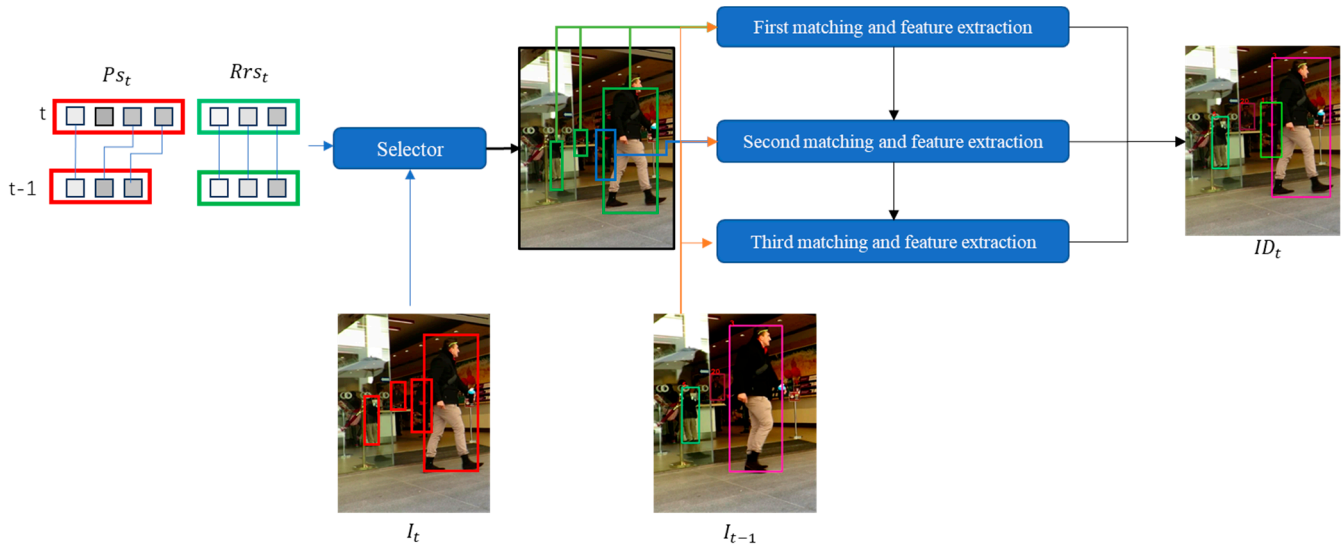 First matching and feature extraction
Ps_t
Rrs_t
t
Selector
Second matching and feature extraction
t-1
Third matching and feature extraction
ID_t
20
I_t
I_{t-1}